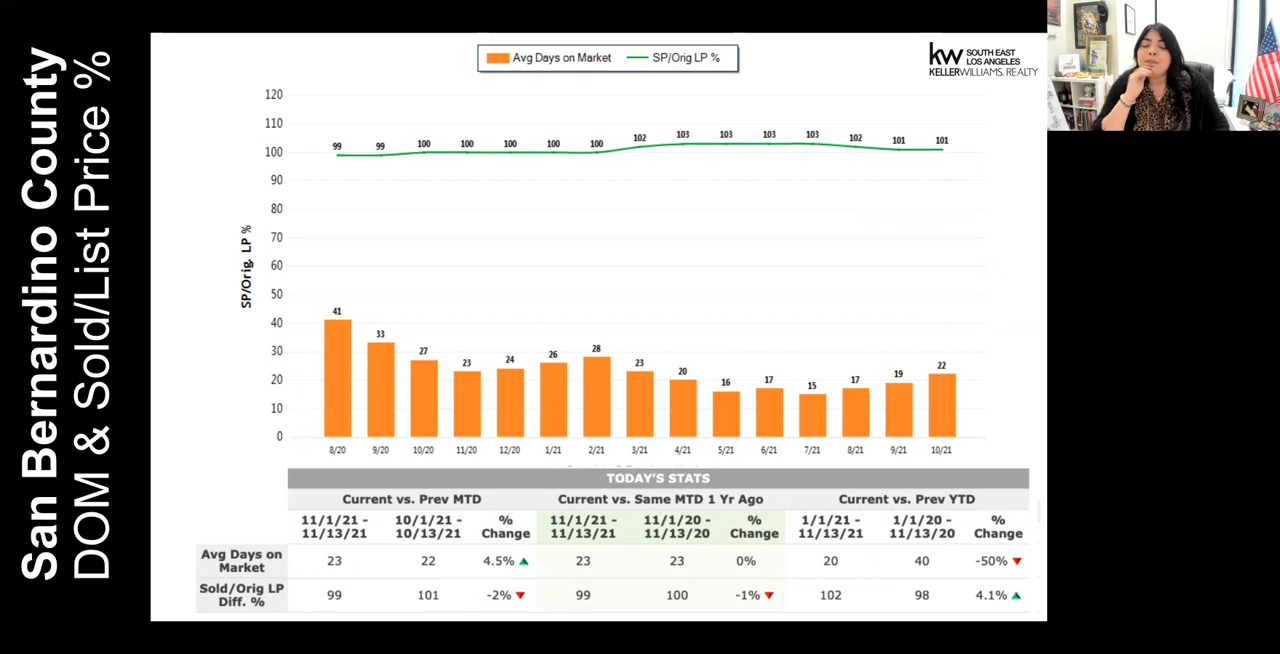 San Bernardino County
DOM & Sold/List Price %
Avg Days on Market SP/Orig LP %
kw SOUTH EAST
LOS ANGELES
KELLERWILLIAMS. REALTY
SP/Orig. LP %
120
110
100
90
80
70
60
50
40
30
20
10
0
99 99 100 100 100 100 100 102 103 103 103 103 102 101 101
41 33 27 23 24 26 28 23 20 16 17 15 17 19 22
8/20 9/20 10/20 11/20 12/20 1/21 2/21 3/21 4/21 5/21 6/21 7/21 8/21 9/21 10/21
TODAY'S STATS
Current vs. Prev MTD Current vs. Same MTD 1 Yr Ago Current vs. Prev YTD
11/1/21 - 10/1/21 - % 11/1/21 - 11/1/20 - % 1/1/21 - 1/1/20 - %
11/13/21 10/13/21 Change 11/13/21 11/13/20 Change 11/13/21 11/13/20 Change
Avg Days on
Market 23 22 4.5% 23 23 0% 20 40 -50%
Sold/Orig LP
Diff. % 99 101 -2% 99 100 -1% 102 98 4.1%